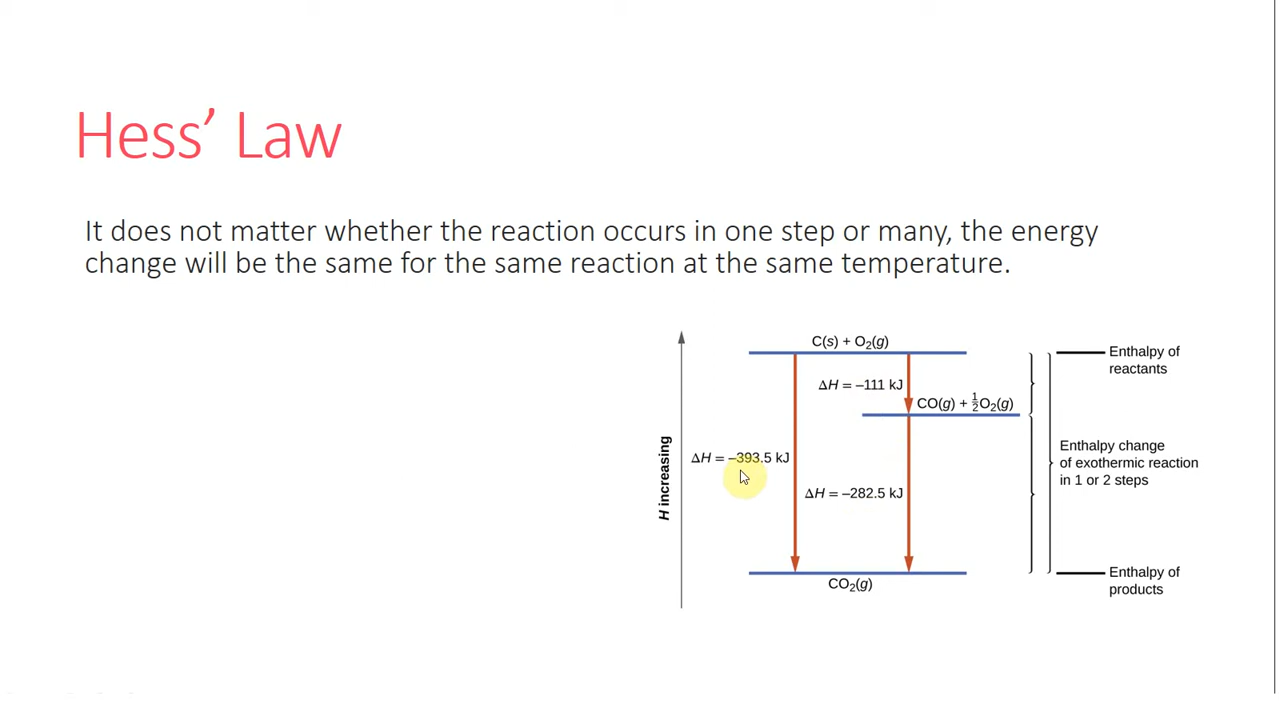 Hess’ Law
It does not matter whether the reaction occurs in one step or many, the energy
change will be the same for the same reaction at the same temperature.
C(s) + O₂(g)
Enthalpy of
reactants
ΔH = –111 kJ
CO(g) + ½O₂(g)
H increasing
ΔH = –393.5 kJ
Enthalpy change
of exothermic reaction
in 1 or 2 steps
ΔH = –282.5 kJ
CO₂(g)
Enthalpy of
products